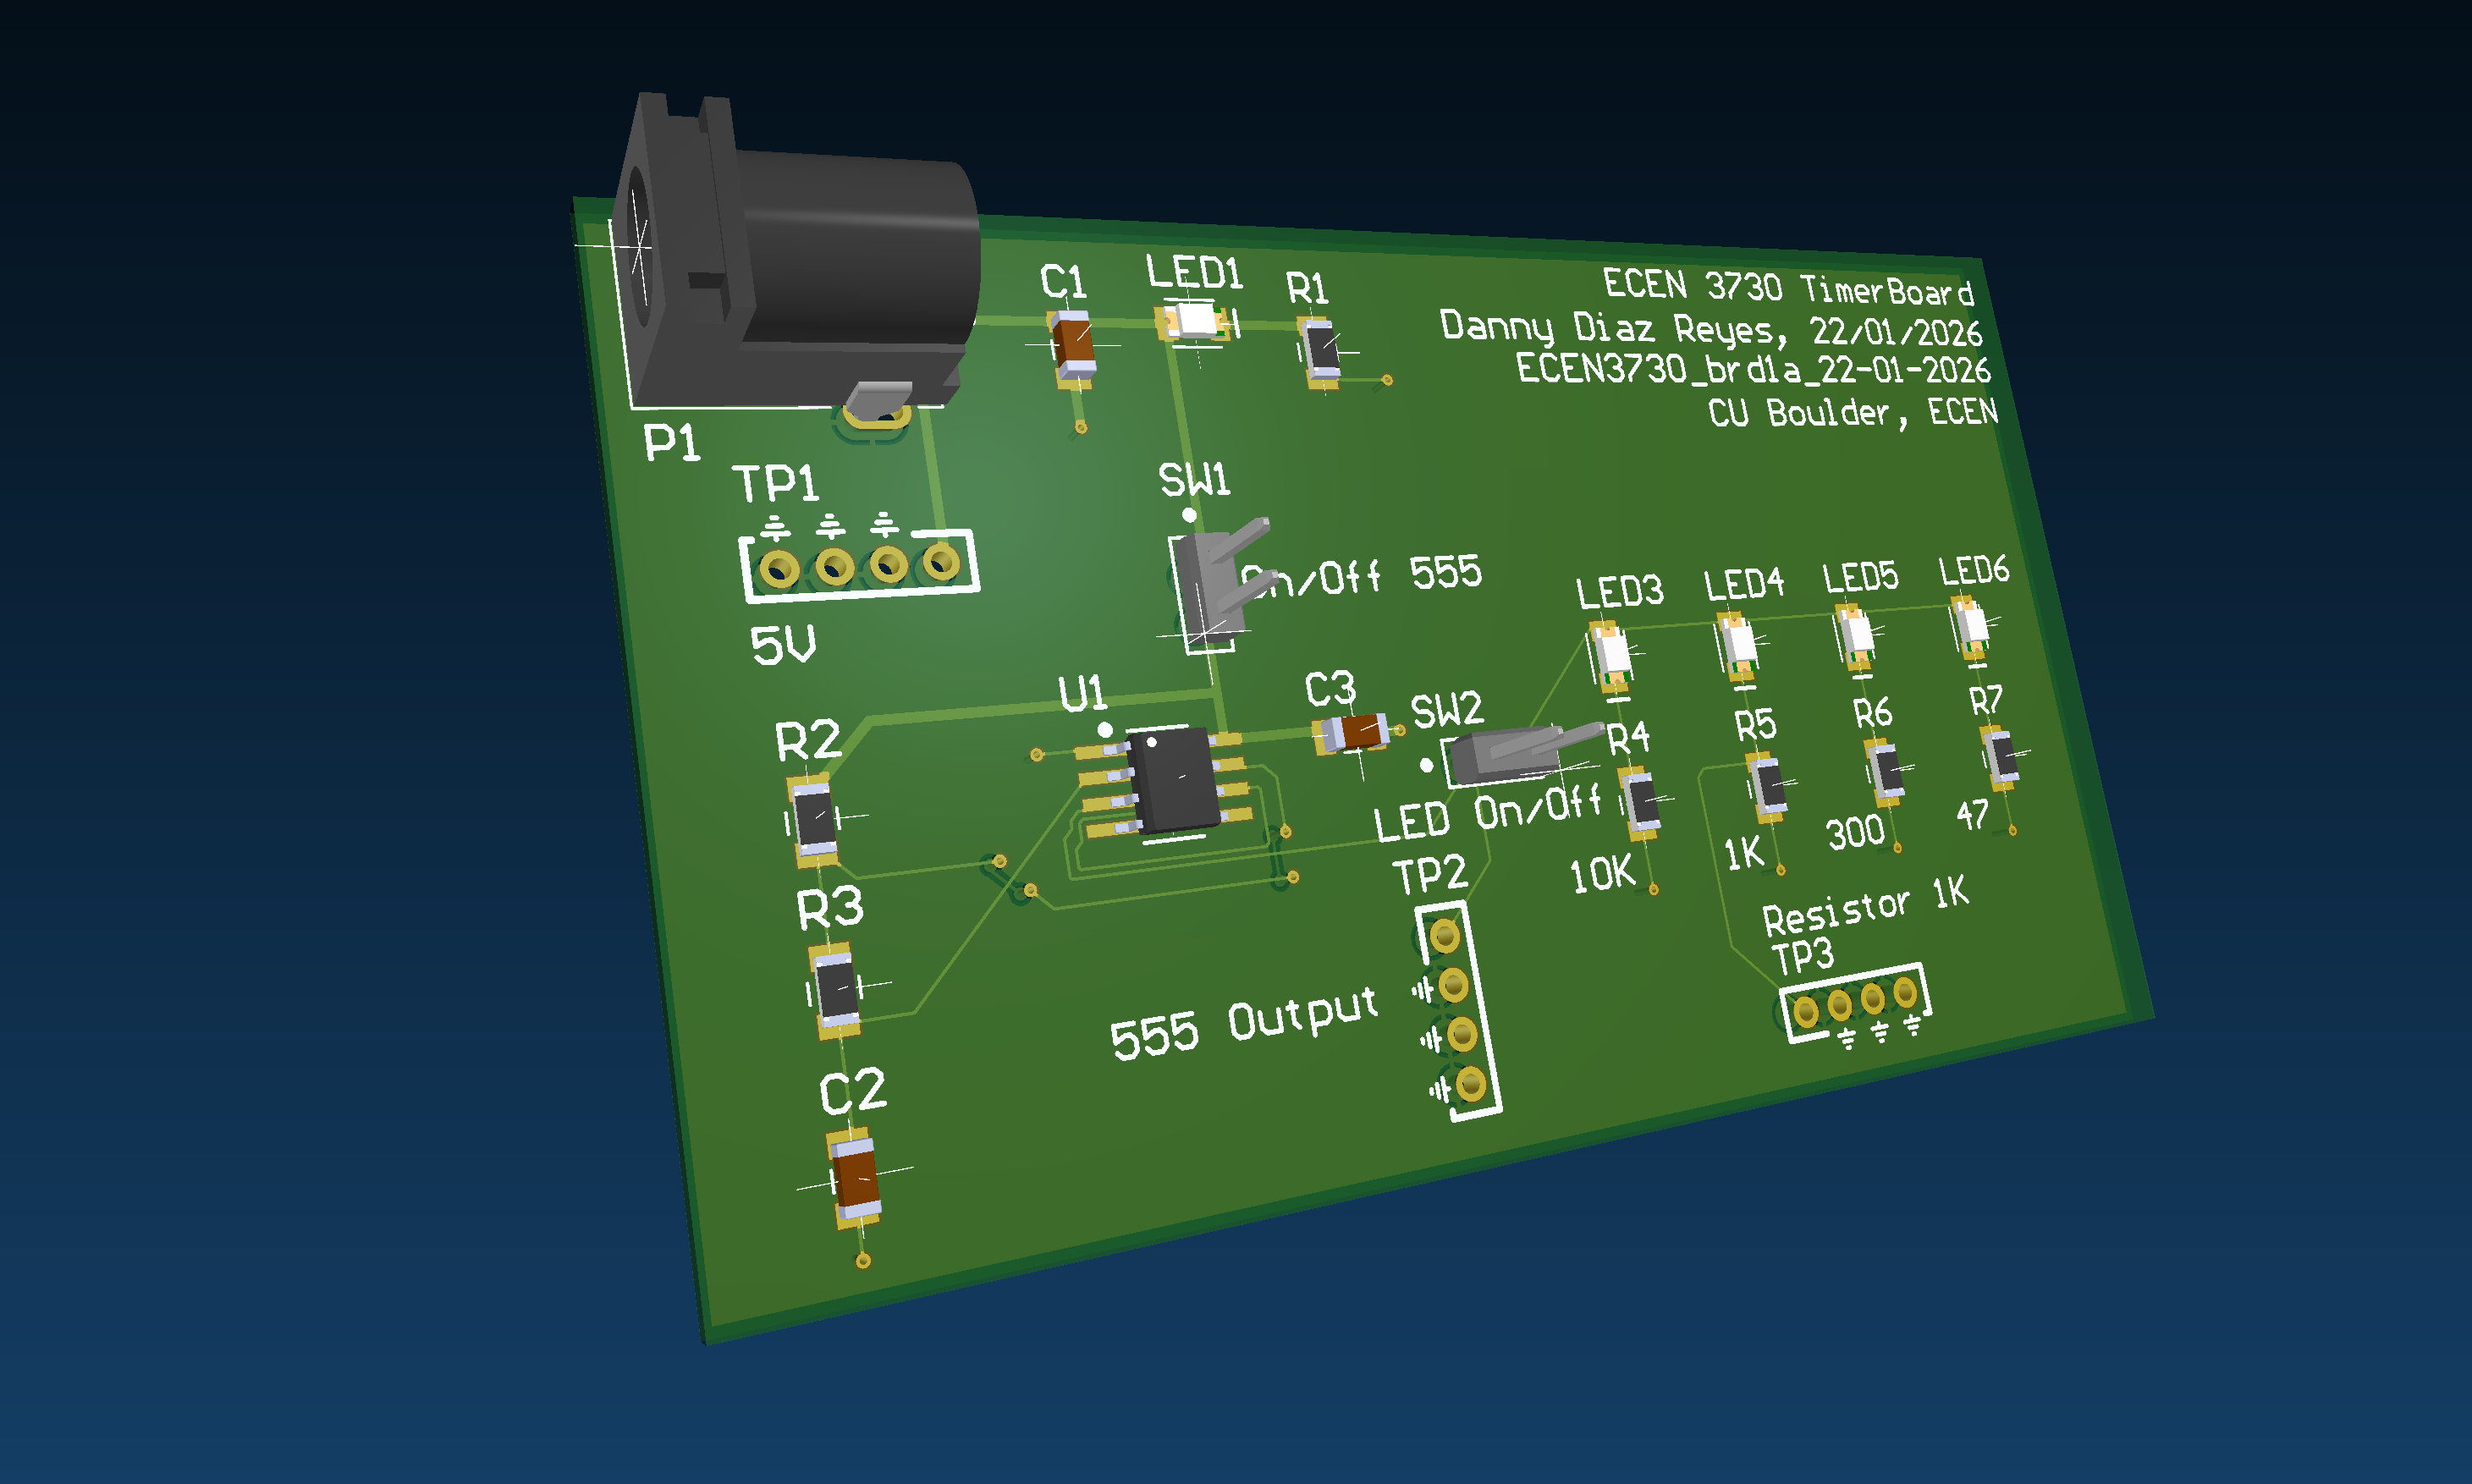 C1
LED1
R1
ECEN 3730 TimerBoard
Danny Diaz Reyes, 22/01/2026
ECEN3730_brd1a_22-01-2026
CU Boulder, ECEN
P1
TP1
5V
SW1
On/Off 555
LED3
LED4
LED5
LED6
U1
C3
SW2
R2
R4
R5
R6
R7
LED On/Off
10K
1K
300
47
R3
TP2
Resistor 1K
TP3
555 Output
C2